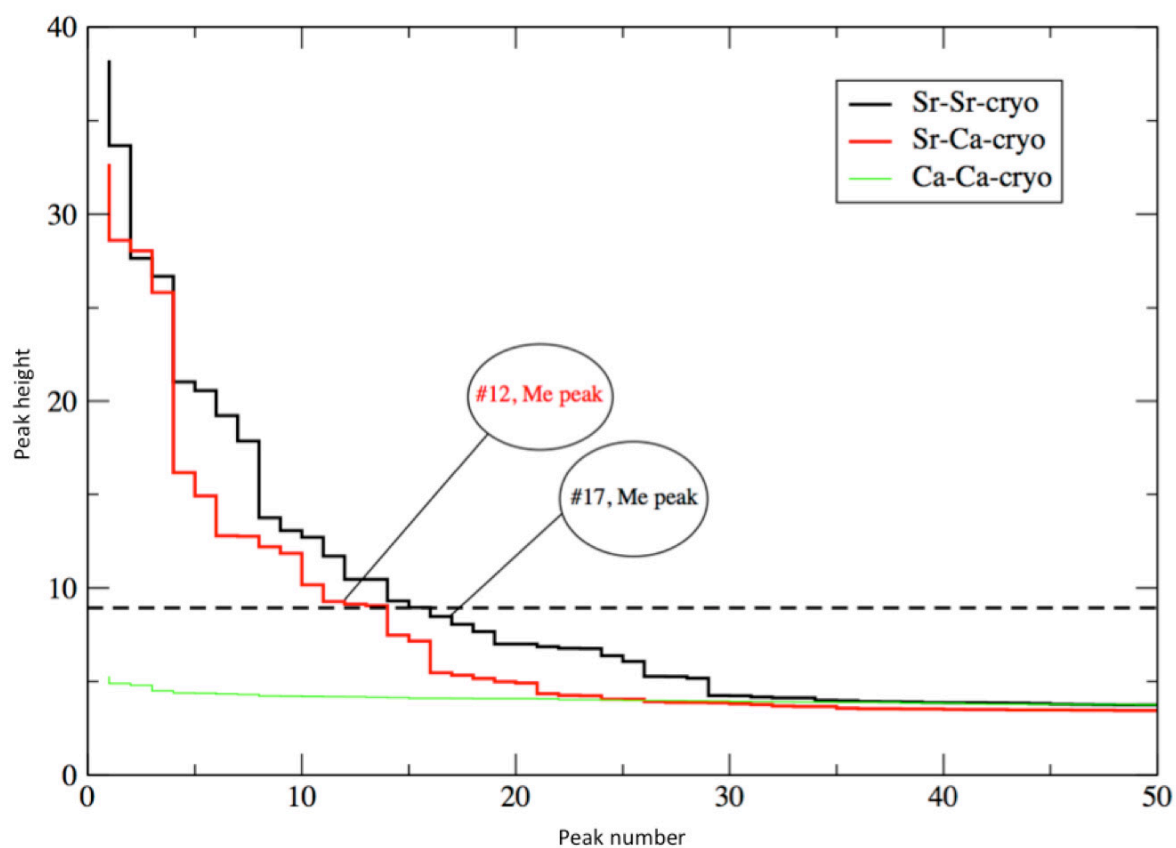 40
30
20
10
0
Peak height
Sr-Sr-cryo
Sr-Ca-cryo
Ca-Ca-cryo
#12, Me peak
#17, Me peak
0 10 20 30 40 50
Peak number